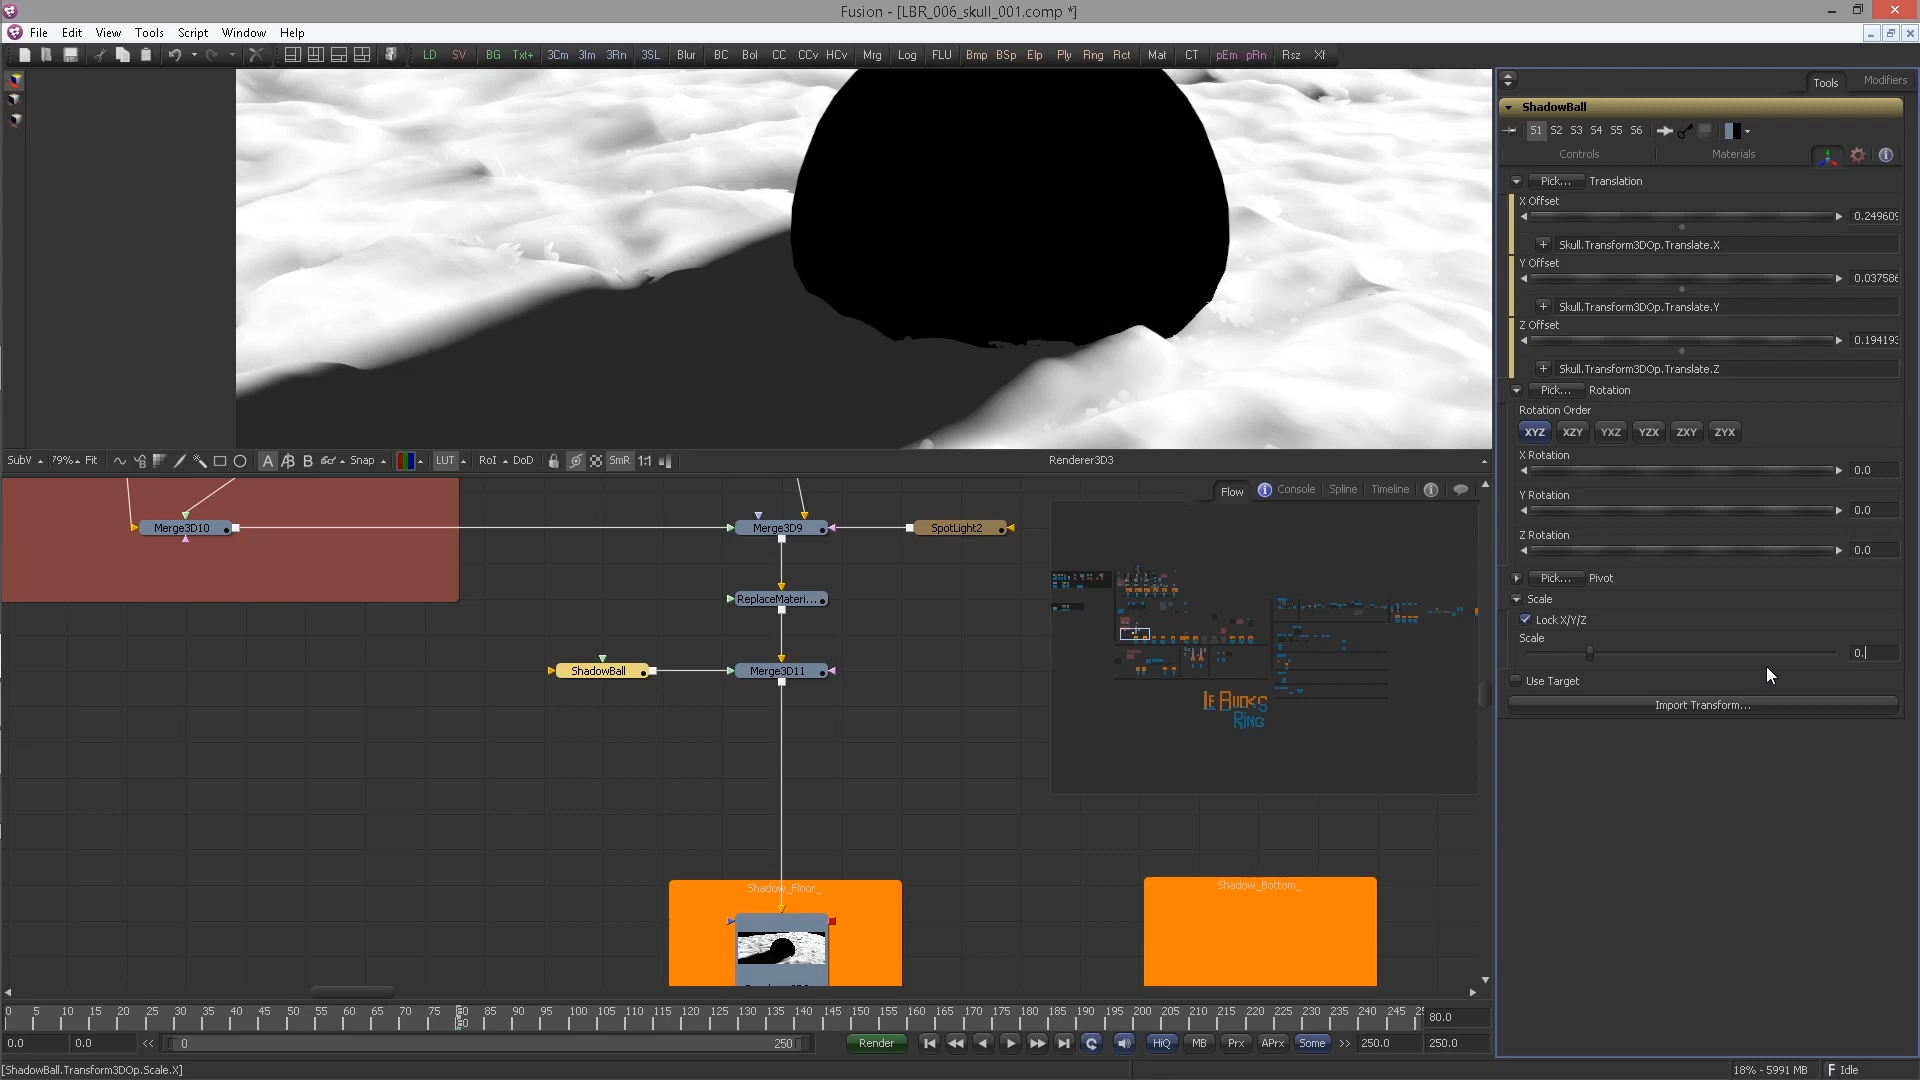 Fusion - [LBR_006_skull_001.comp *]
File Edit View Tools Script Window Help
LD SV BG Txt+ 3Cm 3Im 3Rn 3SL Blur BC Bol CC CCv HCv Mrg Log FLU Bmp BSp Elp Ply Rng Rct Mat CT pEm pRn Rsz Xf
Tools Modifiers
ShadowBall
S1 S2 S3 S4 S5 S6
Controls Materials
Pick... Translation
X Offset
0.249609
Skull.Transform3DOp.Translate.X
Y Offset
0.037586
Skull.Transform3DOp.Translate.Y
Z Offset
0.194193
Skull.Transform3DOp.Translate.Z
Pick... Rotation
Rotation Order
XYZ XZY YXZ YZX ZXY ZYX
X Rotation
0.0
Y Rotation
0.0
Z Rotation
0.0
Pick... Pivot
Scale
Lock X/Y/Z
Scale
0.
Use Target
Import Transform...
SubV 79% Fit A B Snap LUT RoI DoD SmR 1:1 Renderer3D3
Flow Console Spline Timeline
Merge3D10 Merge3D9 SpotLight2
ReplaceMateri...
ShadowBall Merge3D11
LE BUCK'S
RING
Shadow_Floor_ Shadow_Bottom_
0 5 10 15 20 25 30 35 40 45 50 55 60 65 70 75 80 85 90 95 100 105 110 115 120 125 130 135 140 145 150 155 160 165 170 175 180 185 190 195 200 205 210 215 220 225 230 235 240 245 80.0
0.0 0.0 << 0 250 Render HiQ MB Prx APrx Some >> 250.0 250.0
[ShadowBall.Transform3DOp.Scale.X] 18% - 5991 MB Idle